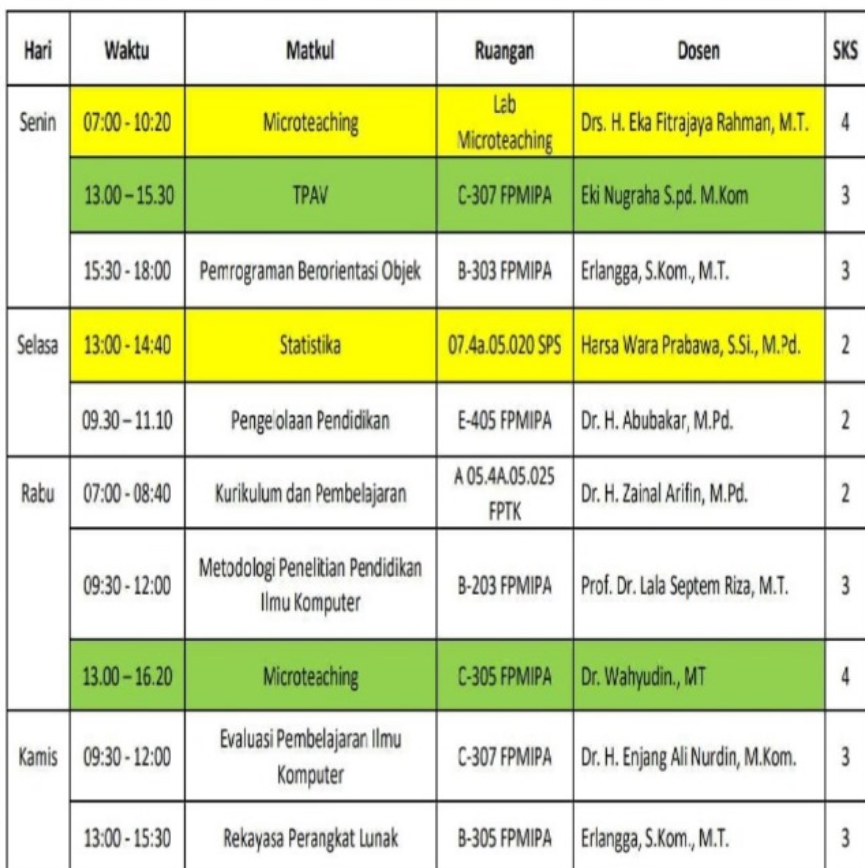 Hari Waktu Matkul Ruangan Dosen SKS
Senin 07:00 - 10:20 Microteaching Lab Microteaching Drs. H. Eka Fitrajaya Rahman, M.T. 4
13.00 – 15.30 TPAV C-307 FPMIPA Eki Nugraha S.pd. M.Kom 3
15:30 - 18:00 Pemrograman Berorientasi Objek B-303 FPMIPA Erlangga, S.Kom., M.T. 3
Selasa 13:00 - 14:40 Statistika 07.4a.05.020 SPS Harsa Wara Prabawa, S.Si., M.Pd. 2
09.30 – 11.10 Pengelolaan Pendidikan E-405 FPMIPA Dr. H. Abubakar, M.Pd. 2
Rabu 07:00 - 08:40 Kurikulum dan Pembelajaran A 05.4A.05.025 FPTK Dr. H. Zainal Arifin, M.Pd. 2
09:30 - 12:00 Metodologi Penelitian Pendidikan Ilmu Komputer B-203 FPMIPA Prof. Dr. Lala Septem Riza, M.T. 3
13.00 – 16.20 Microteaching C-305 FPMIPA Dr. Wahyudin., MT 4
Kamis 09:30 - 12:00 Evaluasi Pembelajaran Ilmu Komputer C-307 FPMIPA Dr. H. Enjang Ali Nurdin, M.Kom. 3
13:00 - 15:30 Rekayasa Perangkat Lunak B-305 FPMIPA Erlangga, S.Kom., M.T. 3